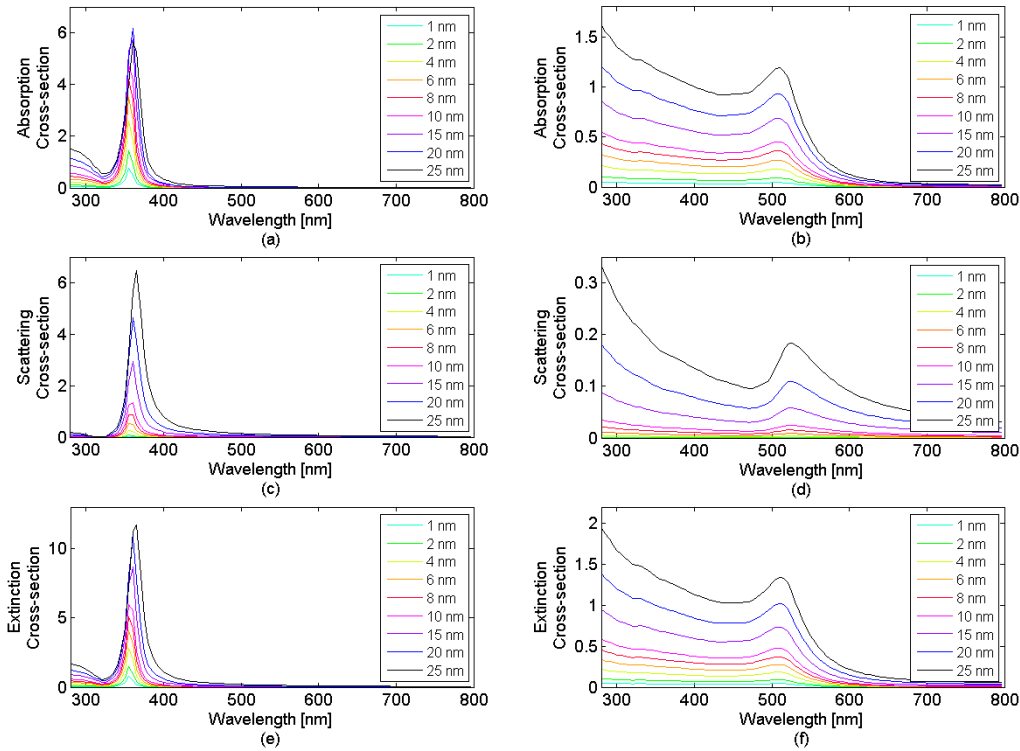 Absorption
Cross-section
6
4
2
0
300 400 500 600 700 800
Wavelength [nm]
(a)
1 nm
2 nm
4 nm
6 nm
8 nm
10 nm
15 nm
20 nm
25 nm
Absorption
Cross-section
1.5
1
0.5
0
300 400 500 600 700 800
Wavelength [nm]
(b)
1 nm
2 nm
4 nm
6 nm
8 nm
10 nm
15 nm
20 nm
25 nm
Scattering
Cross-section
6
4
2
0
300 400 500 600 700 800
Wavelength [nm]
(c)
1 nm
2 nm
4 nm
6 nm
8 nm
10 nm
15 nm
20 nm
25 nm
Scattering
Cross-section
0.3
0.2
0.1
0
300 400 500 600 700 800
Wavelength [nm]
(d)
1 nm
2 nm
4 nm
6 nm
8 nm
10 nm
15 nm
20 nm
25 nm
Extinction
Cross-section
10
5
0
300 400 500 600 700 800
Wavelength [nm]
(e)
1 nm
2 nm
4 nm
6 nm
8 nm
10 nm
15 nm
20 nm
25 nm
Extinction
Cross-section
2
1.5
1
0.5
0
300 400 500 600 700 800
Wavelength [nm]
(f)
1 nm
2 nm
4 nm
6 nm
8 nm
10 nm
15 nm
20 nm
25 nm